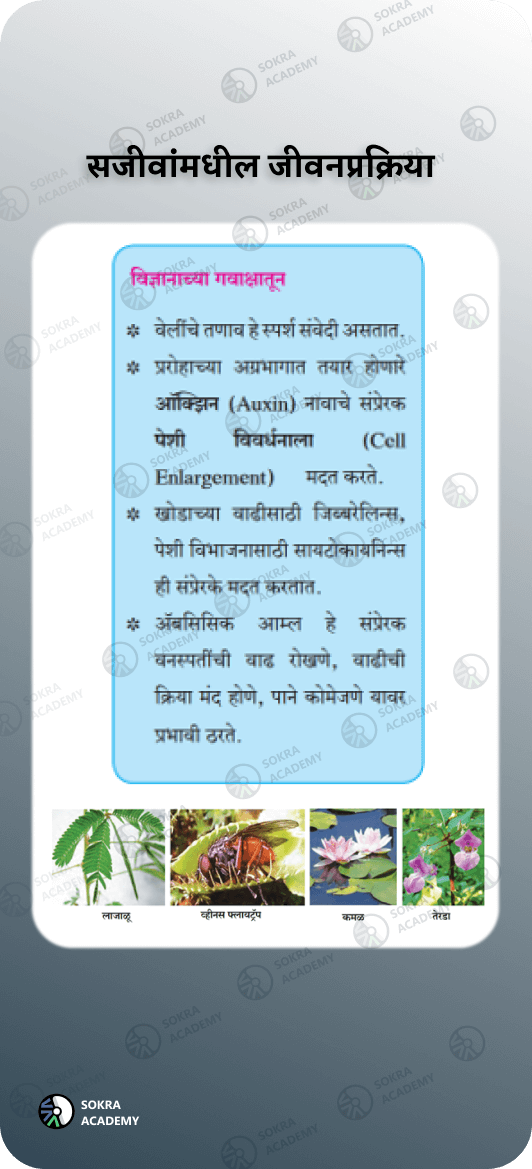 सजीवांमधील जीवनप्रक्रिया
विज्ञानाच्या गवाक्षातून
✲ वेलींचे तणाव हे स्पर्श संवेदी असतात.
✲ प्ररोहाच्या अग्रभागात तयार होणारे
ऑक्झिन (Auxin) नावाचे संप्रेरक
पेशी विवर्धनाला (Cell
Enlargement) मदत करते.
✲ खोडाच्या वाढीसाठी जिब्बरेलिन्स,
पेशी विभाजनासाठी सायटोकायनिन्स
ही संप्रेरके मदत करतात.
✲ ॲबसिसिक आम्ल हे संप्रेरक
वनस्पतींची वाढ रोखणे, वाढीची
क्रिया मंद होणे, पाने कोमेजणे यावर
प्रभावी ठरते.
लाजाळू
व्हीनस फ्लायट्रॅप
कमळ
तेरडा
SOKRA
ACADEMY